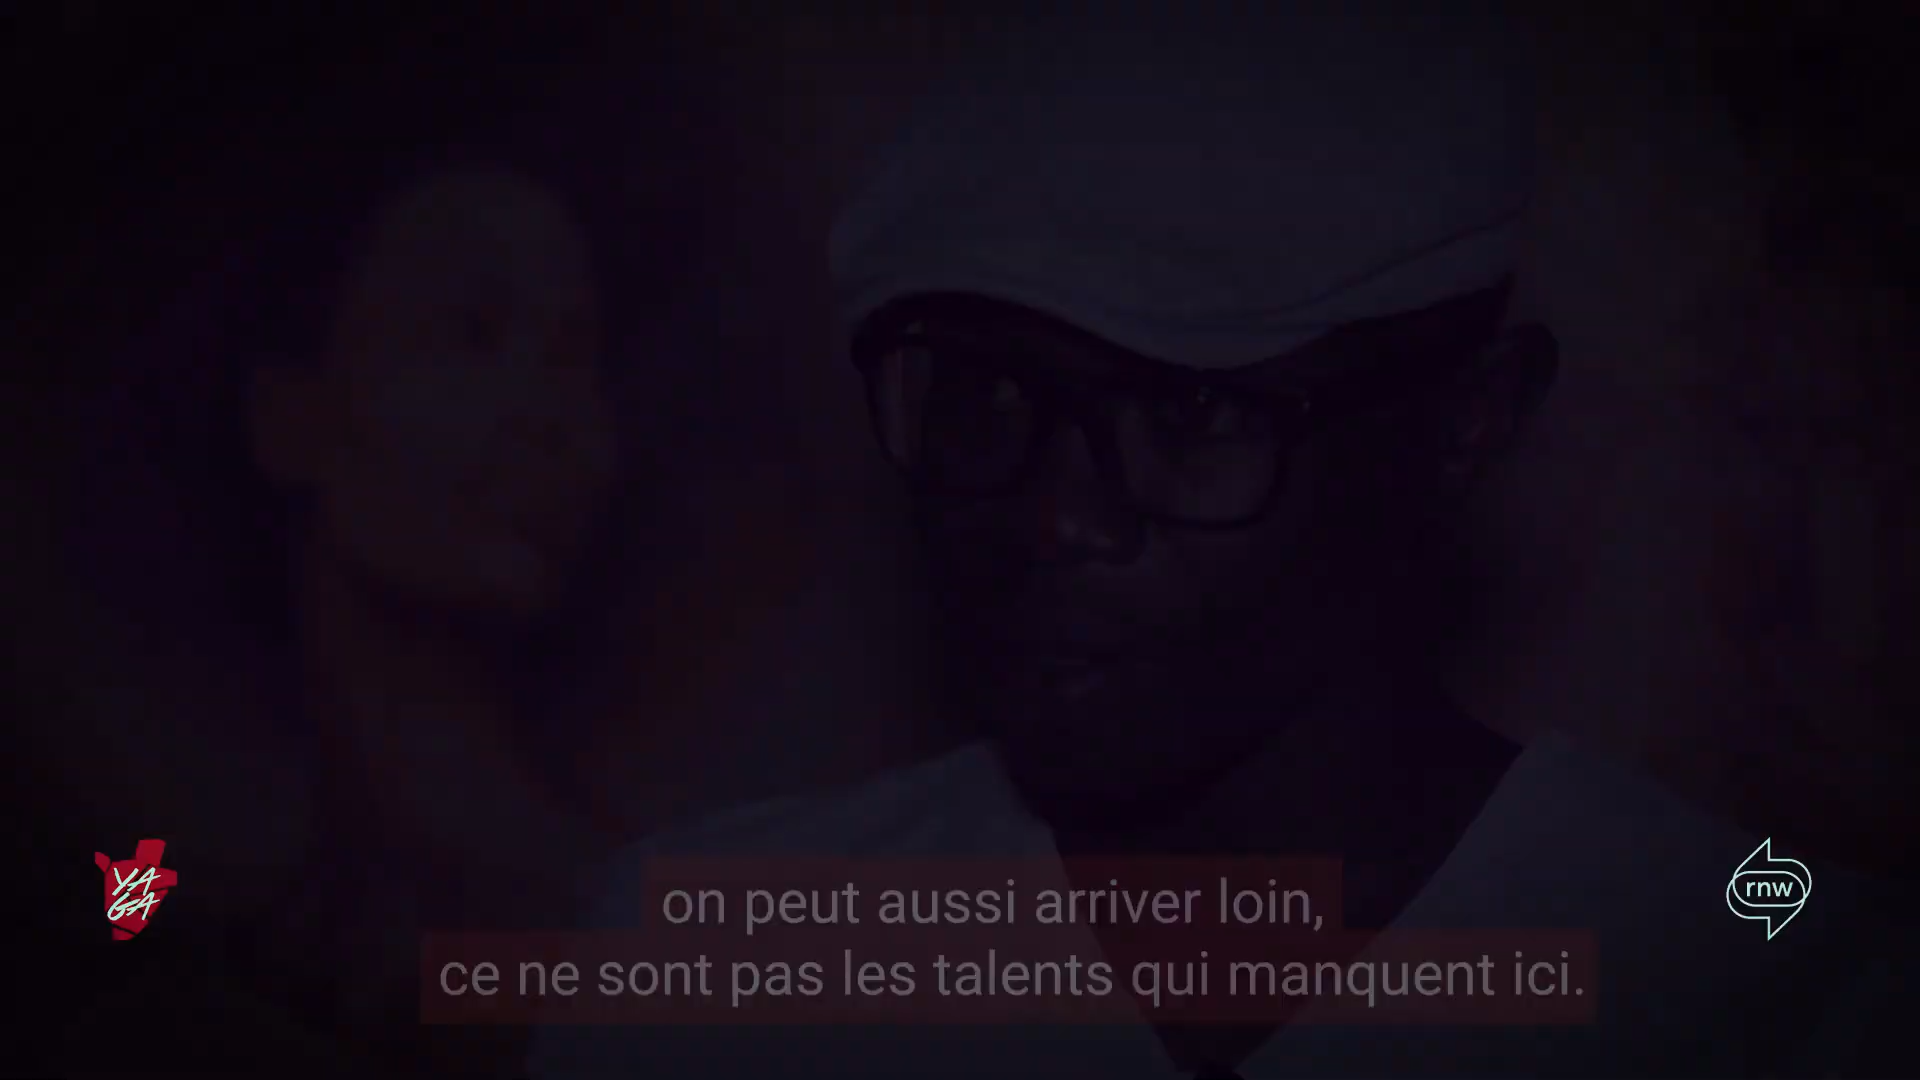 YA
GA
rnw
on peut aussi arriver loin,
ce ne sont pas les talents qui manquent ici.